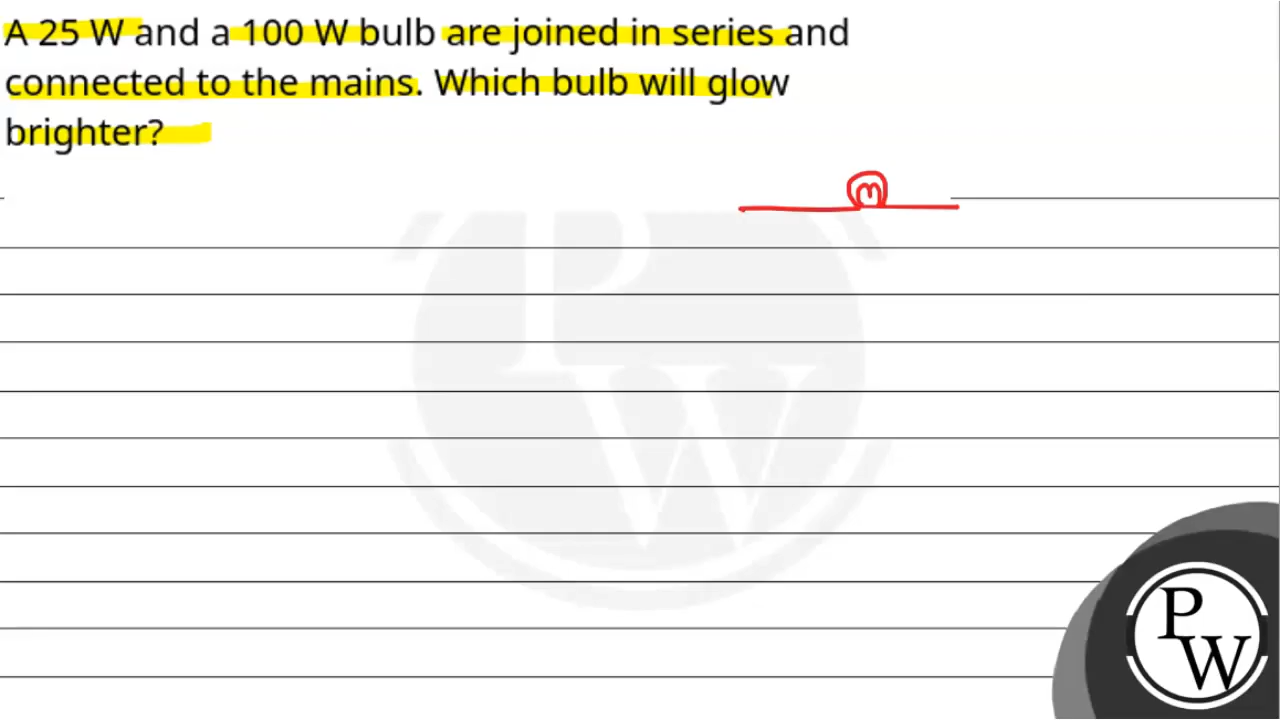 A 25 W and a 100 W bulb are joined in series and
connected to the mains. Which bulb will glow
brighter?
P
W
P
W